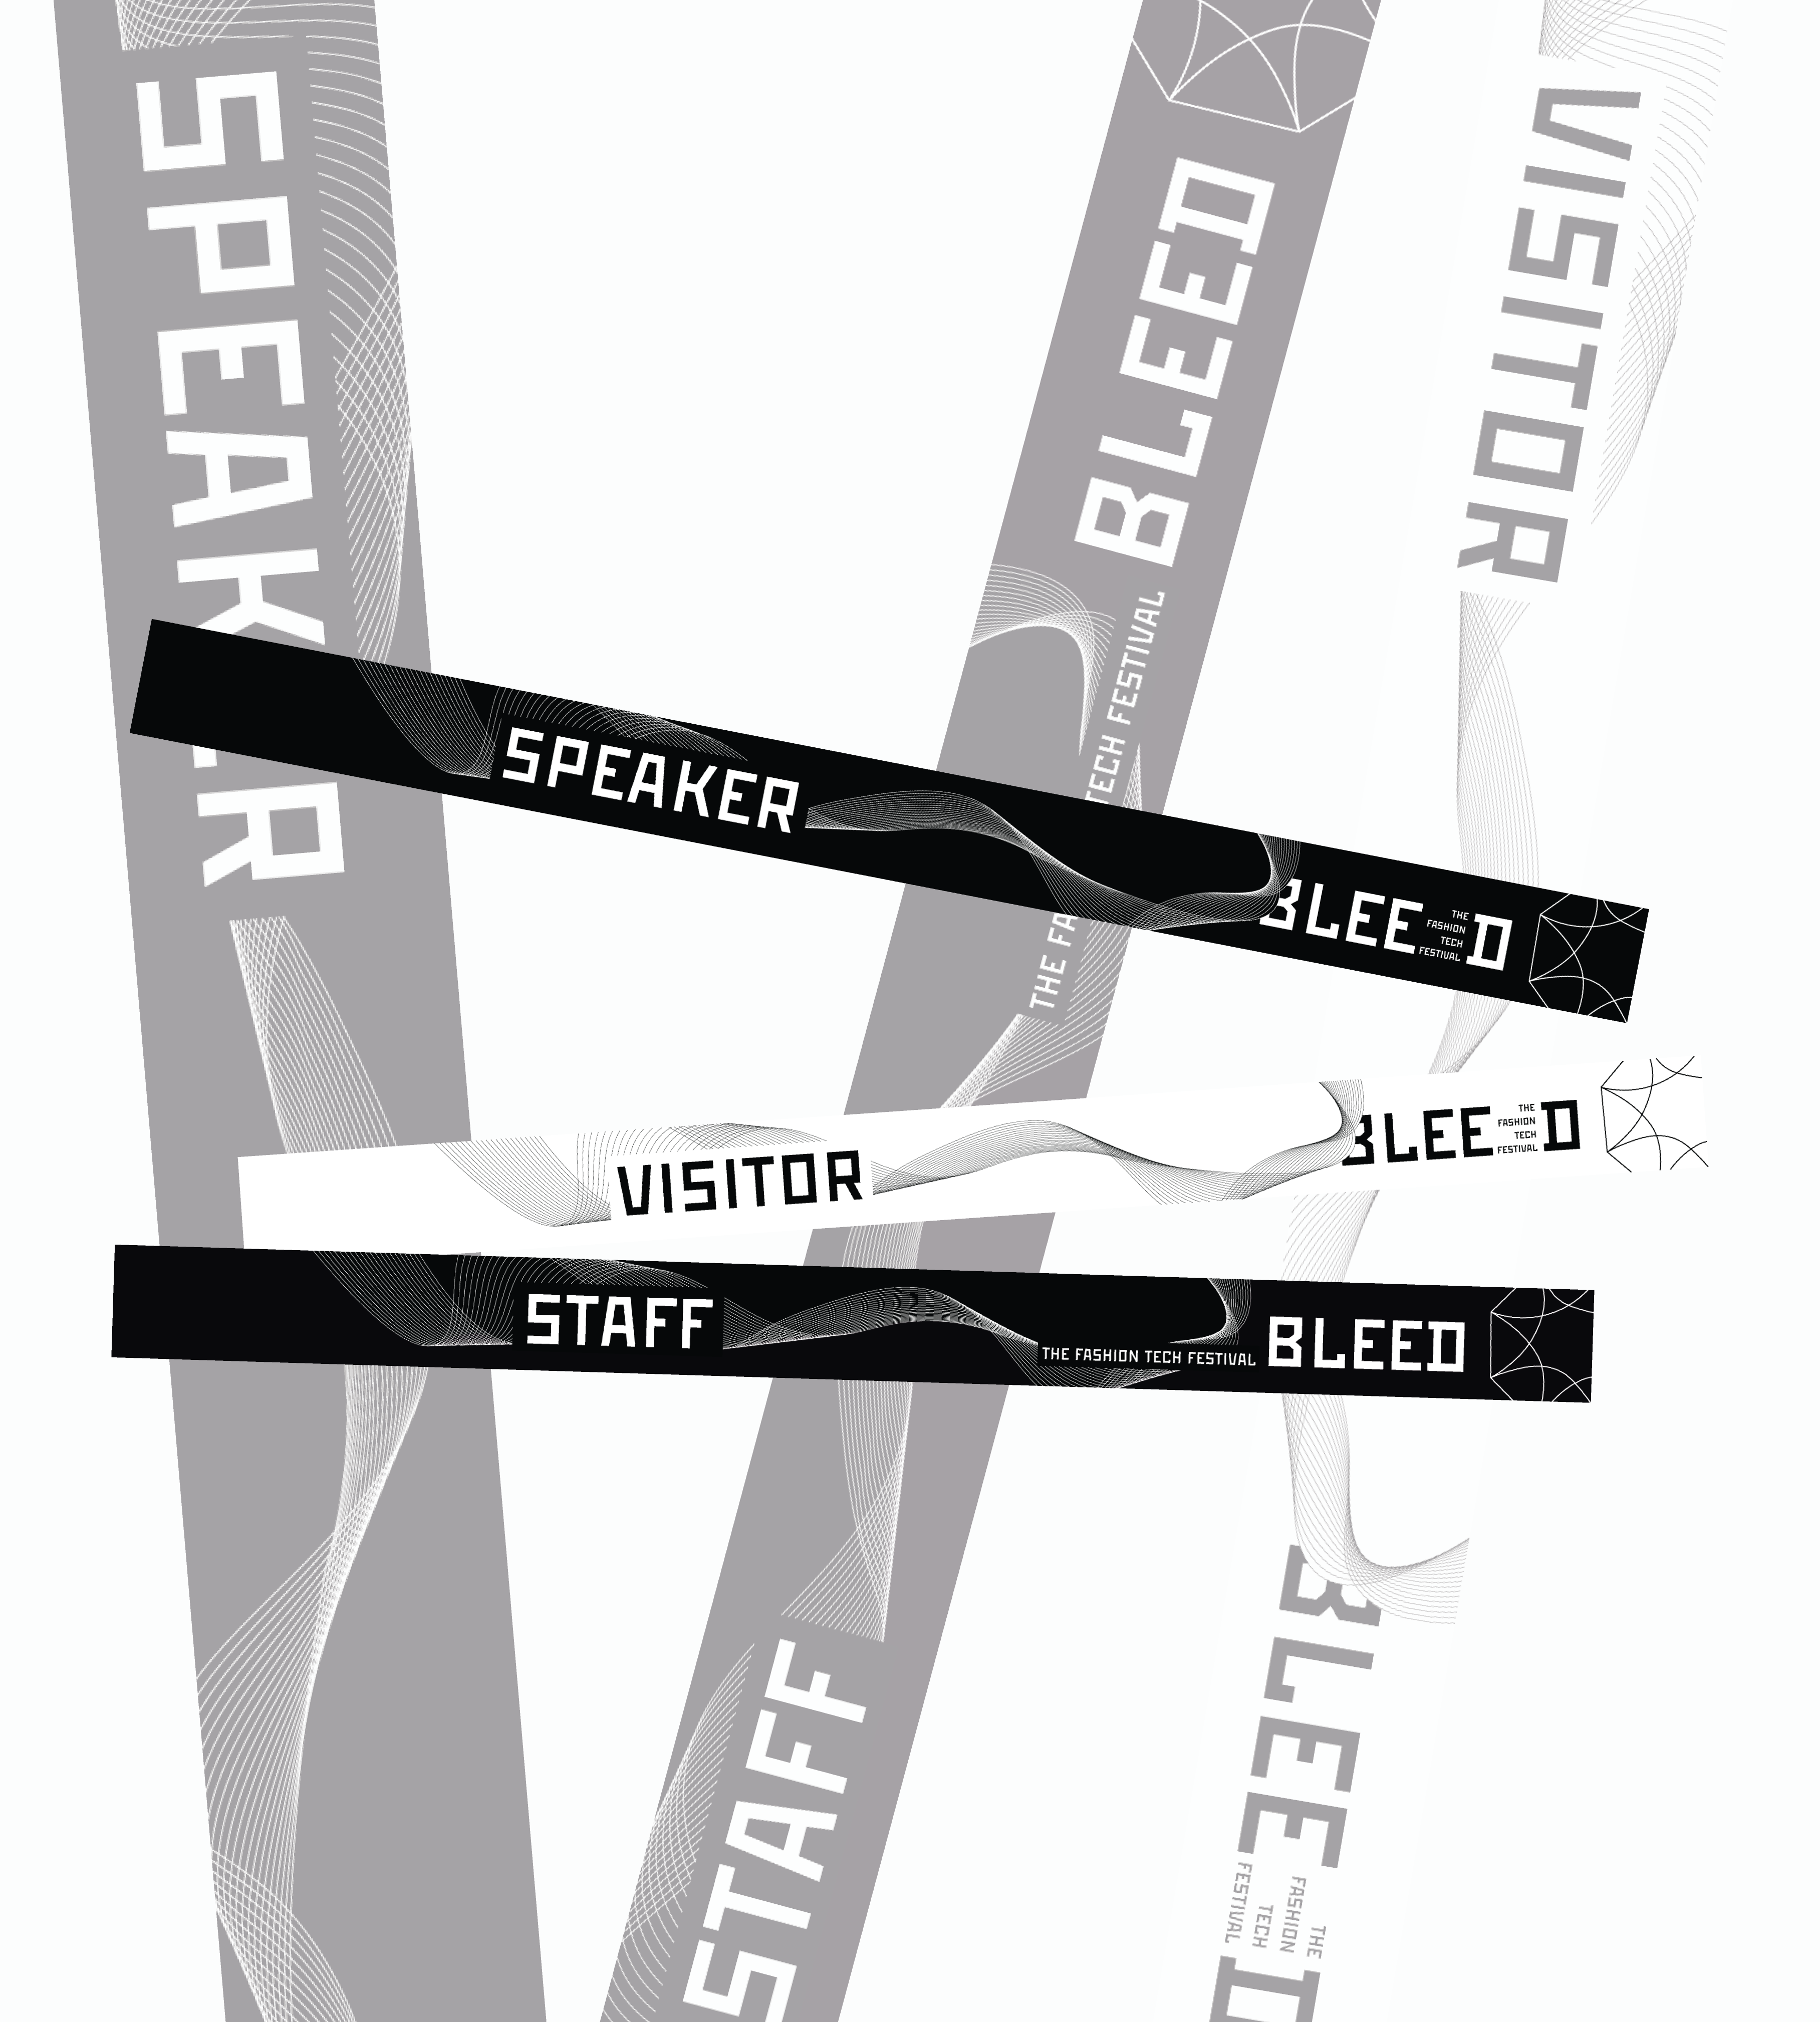 SPEAKER
BLEED
THE FASHION TECH FESTIVAL
VISITOR
SPEAKER
BLEE
THE
FASHION
TECH
FESTIVAL
D
VISITOR
BLEE
THE
FASHION
TECH
FESTIVAL
D
STAFF
THE FASHION TECH FESTIVAL
BLEED
STAFF
BLEE
THE
FASHION
TECH
FESTIVAL
D